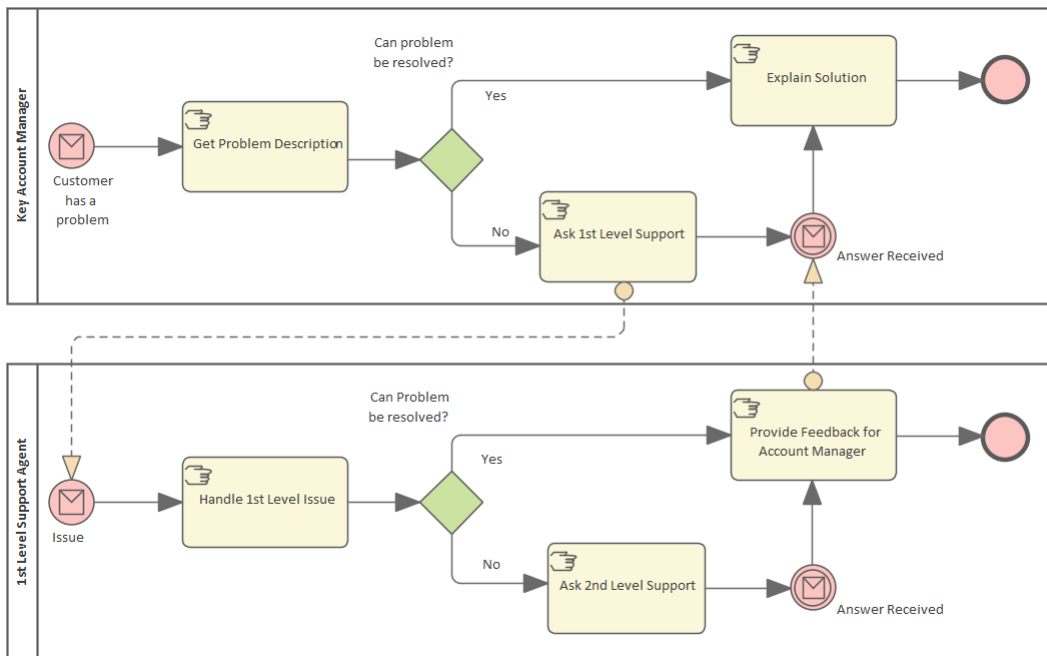 Key Account Manager
Can problem
be resolved?
Explain Solution
Yes
Get Problem Description
Customer
has a
problem
No
Ask 1st Level Support
Answer Received
1st Level Support Agent
Can Problem
be resolved?
Provide Feedback for
Account Manager
Yes
Handle 1st Level Issue
Issue
No
Ask 2nd Level Support
Answer Received